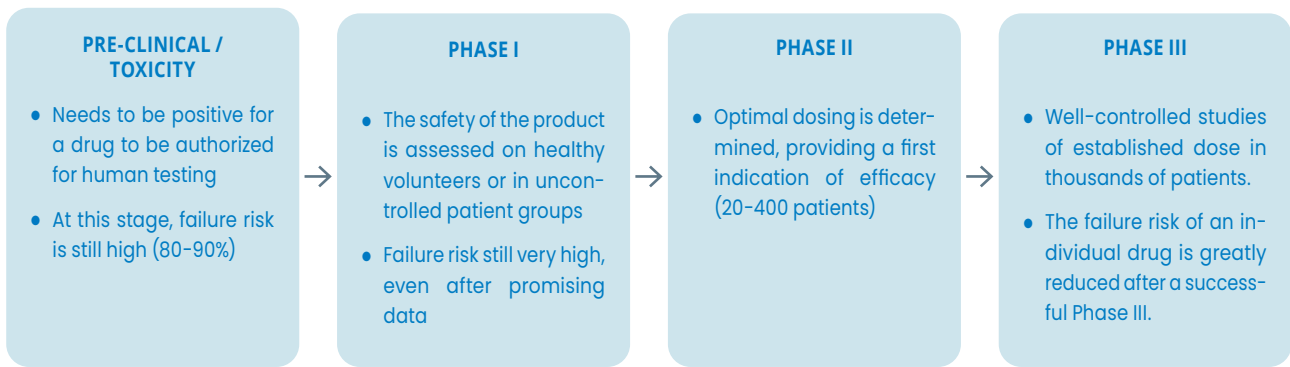 PRE-CLINICAL /
TOXICITY
• Needs to be positive for
a drug to be authorized
for human testing
• At this stage, failure risk
is still high (80-90%)
PHASE I
• The safety of the product
is assessed on healthy
volunteers or in uncon-
trolled patient groups
• Failure risk still very high,
even after promising
data
PHASE II
• Optimal dosing is deter-
mined, providing a first
indication of efficacy
(20-400 patients)
PHASE III
• Well-controlled studies
of established dose in
thousands of patients.
• The failure risk of an in-
dividual drug is greatly
reduced after a success-
ful Phase III.